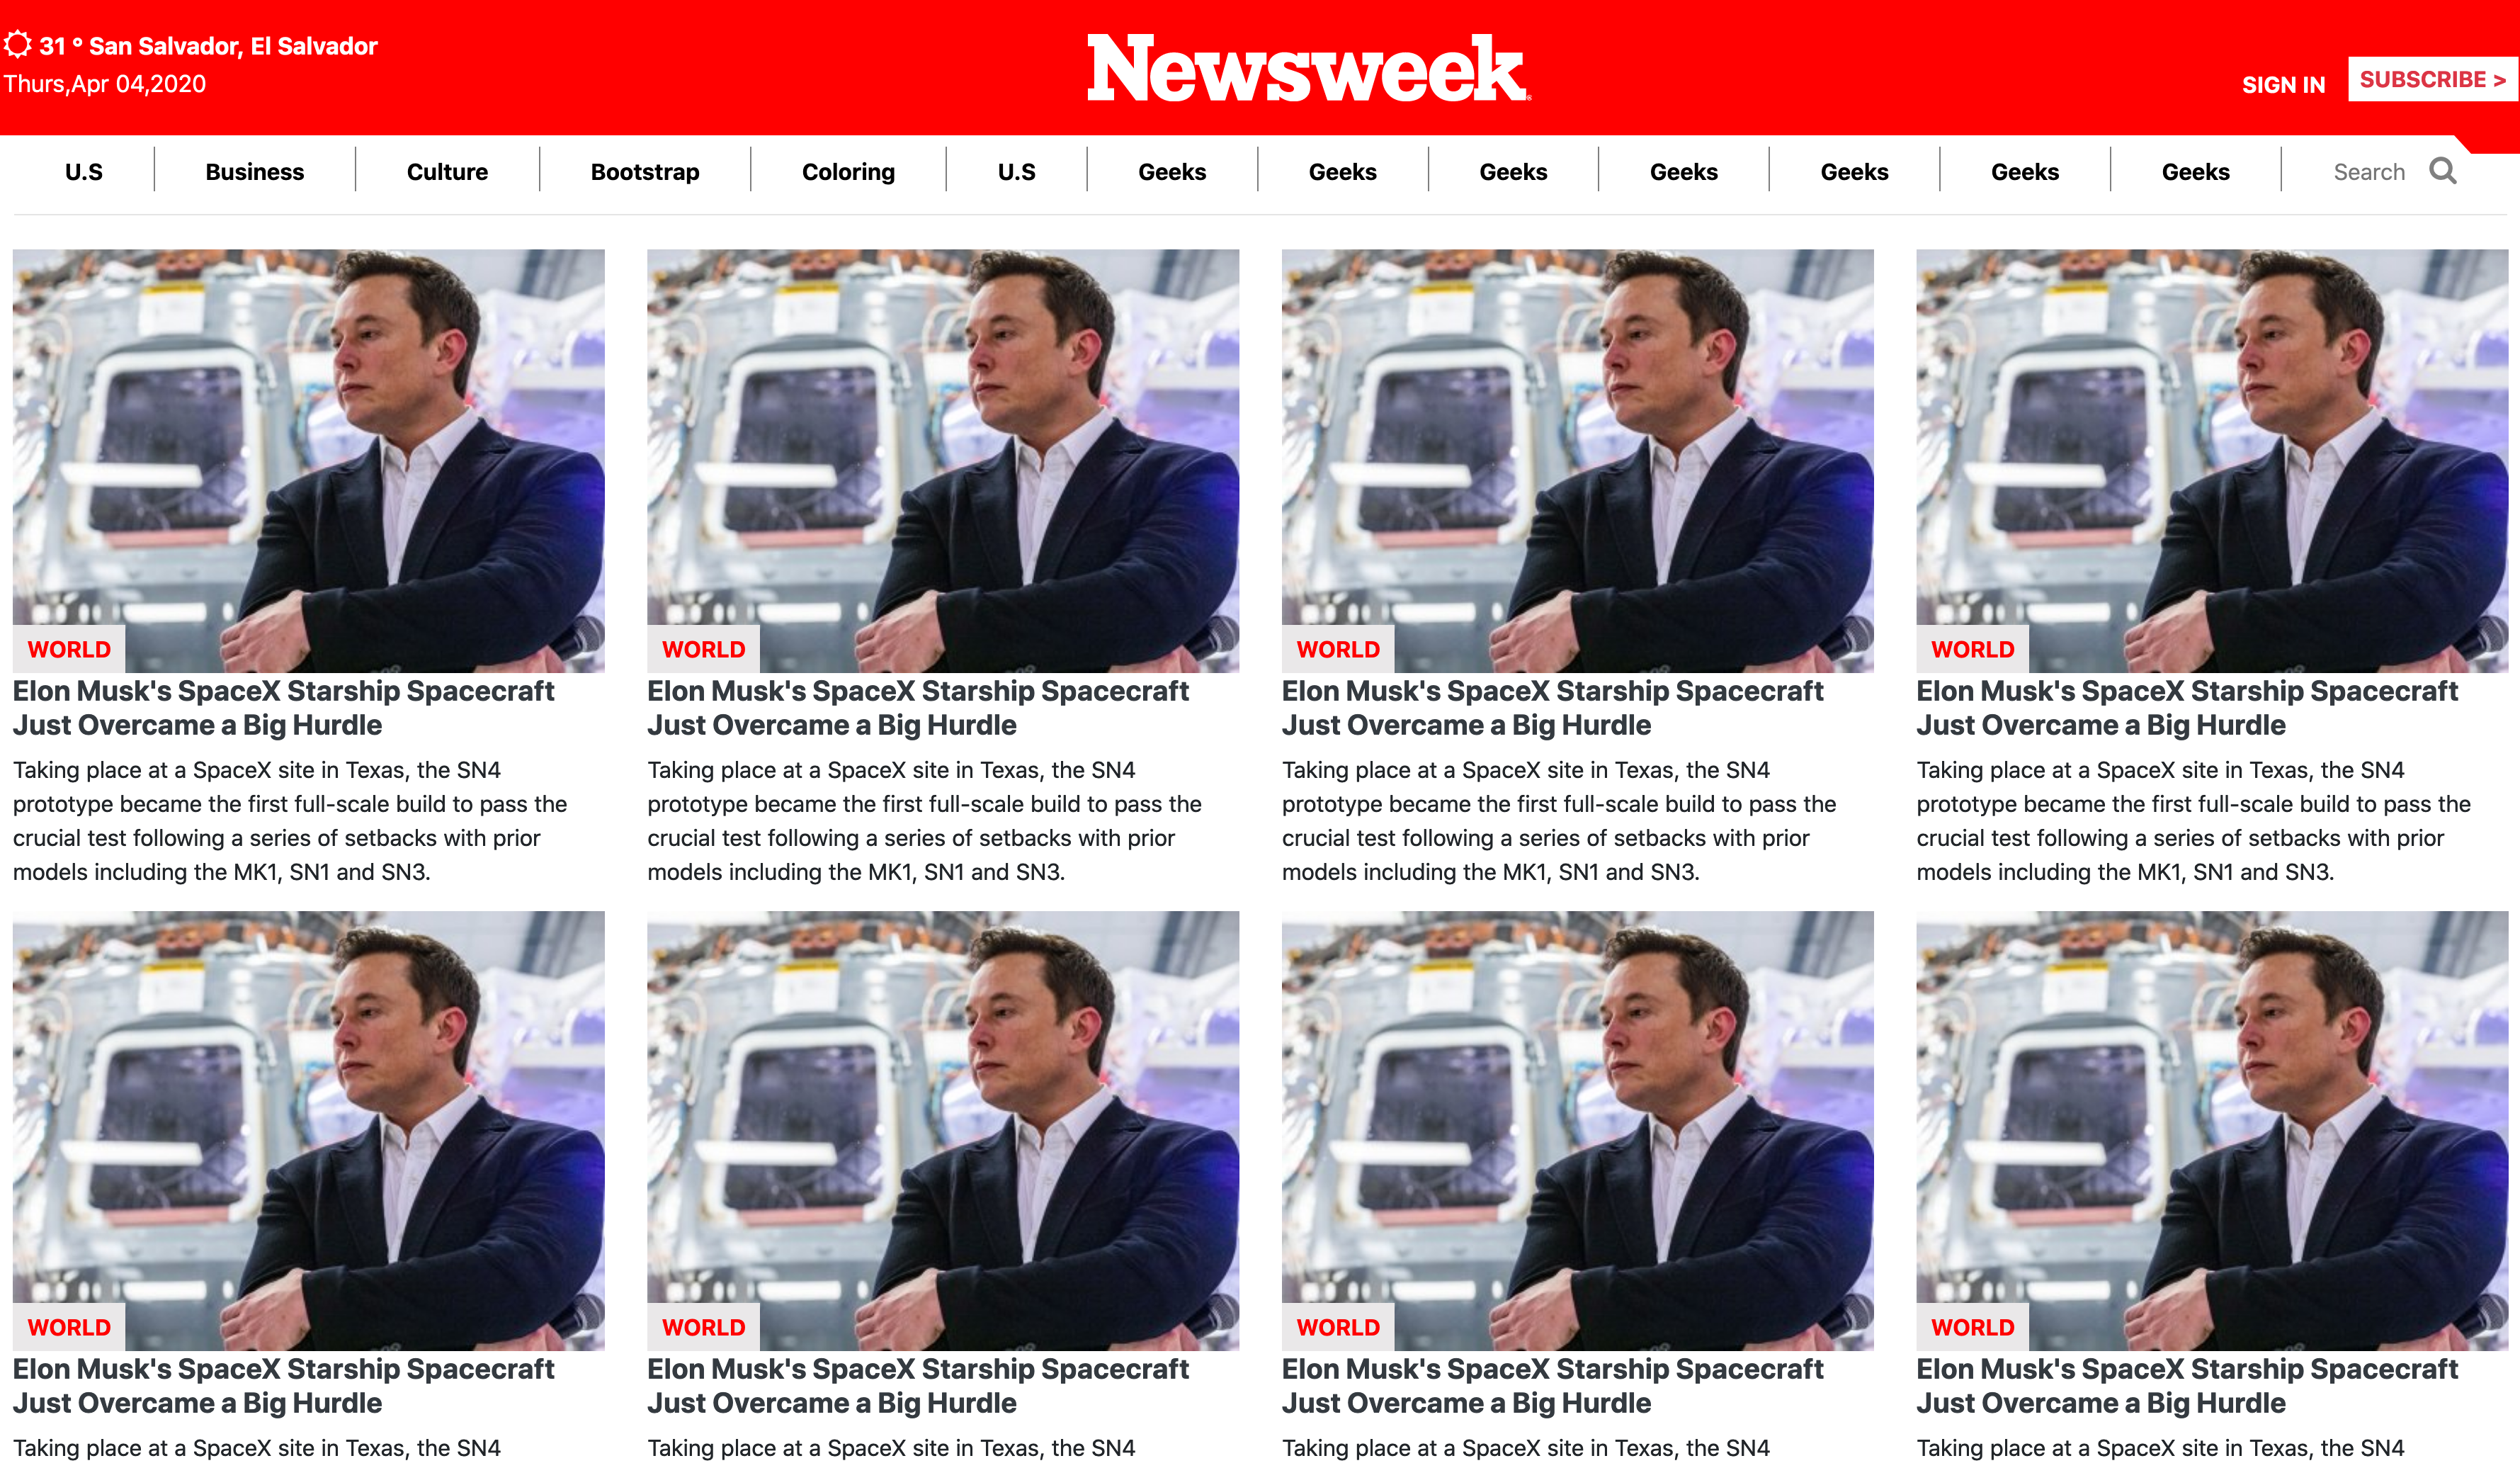 31 ° San Salvador, El Salvador
Thurs,Apr 04,2020
Newsweek
SIGN IN
SUBSCRIBE >
U.S
Business
Culture
Bootstrap
Coloring
U.S
Geeks
Geeks
Geeks
Geeks
Geeks
Geeks
Geeks
Search
WORLD
Elon Musk's SpaceX Starship Spacecraft
Just Overcame a Big Hurdle
Taking place at a SpaceX site in Texas, the SN4
prototype became the first full-scale build to pass the
crucial test following a series of setbacks with prior
models including the MK1, SN1 and SN3.
WORLD
Elon Musk's SpaceX Starship Spacecraft
Just Overcame a Big Hurdle
Taking place at a SpaceX site in Texas, the SN4
prototype became the first full-scale build to pass the
crucial test following a series of setbacks with prior
models including the MK1, SN1 and SN3.
WORLD
Elon Musk's SpaceX Starship Spacecraft
Just Overcame a Big Hurdle
Taking place at a SpaceX site in Texas, the SN4
prototype became the first full-scale build to pass the
crucial test following a series of setbacks with prior
models including the MK1, SN1 and SN3.
WORLD
Elon Musk's SpaceX Starship Spacecraft
Just Overcame a Big Hurdle
Taking place at a SpaceX site in Texas, the SN4
prototype became the first full-scale build to pass the
crucial test following a series of setbacks with prior
models including the MK1, SN1 and SN3.
WORLD
Elon Musk's SpaceX Starship Spacecraft
Just Overcame a Big Hurdle
Taking place at a SpaceX site in Texas, the SN4
WORLD
Elon Musk's SpaceX Starship Spacecraft
Just Overcame a Big Hurdle
Taking place at a SpaceX site in Texas, the SN4
WORLD
Elon Musk's SpaceX Starship Spacecraft
Just Overcame a Big Hurdle
Taking place at a SpaceX site in Texas, the SN4
WORLD
Elon Musk's SpaceX Starship Spacecraft
Just Overcame a Big Hurdle
Taking place at a SpaceX site in Texas, the SN4